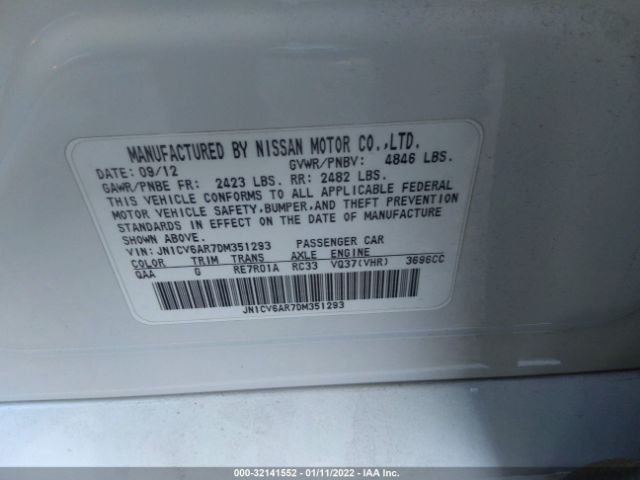 MANUFACTURED BY NISSAN MOTOR CO.,LTD.
DATE: 09/12 GVWR/PNBV: 4846 LBS.
GAWR/PNBE FR: 2423 LBS. RR: 2482 LBS.
THIS VEHICLE CONFORMS TO ALL APPLICABLE FEDERAL
MOTOR VEHICLE SAFETY,BUMPER,AND THEFT PREVENTION
STANDARDS IN EFFECT ON THE DATE OF MANUFACTURE
SHOWN ABOVE.
VIN: JN1CV6AR7DM351293 PASSENGER CAR
COLOR TRIM TRANS AXLE ENGINE
QAA G RE7R01A RC33 VQ37(VHR) 3696CC
JN1CV6AR7DM351293
000-32141552 - 01/11/2022 - IAA Inc.